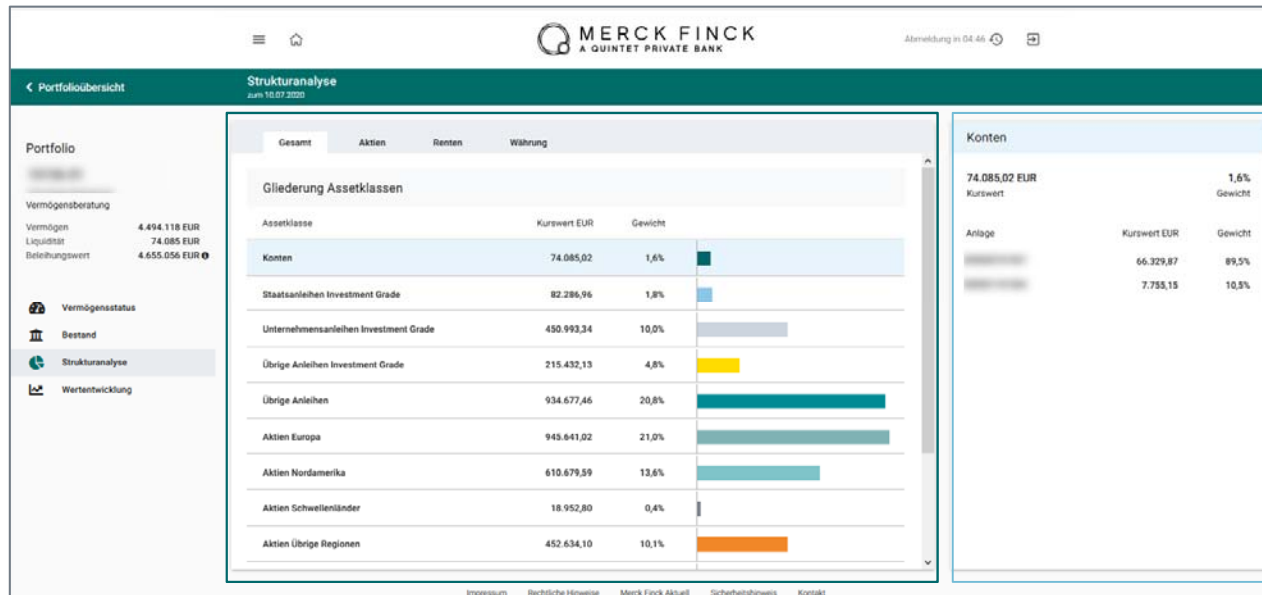 MERCK FINCK
A QUINTET PRIVATE BANK
Abmeldung in 04:46
Portfolioübersicht
Strukturanalyse
zum 10.07.2020
Portfolio
Vermögensberatung
Vermögen 4.494.118 EUR
Liquidität 74.085 EUR
Beleihungswert 4.655.056 EUR
Vermögensstatus
Bestand
Strukturanalyse
Wertentwicklung
Gesamt Aktien Renten Währung
Gliederung Assetklassen
Assetklasse Kurswert EUR Gewicht
Konten 74.085,02 1,6%
Staatsanleihen Investment Grade 82.286,96 1,8%
Unternehmensanleihen Investment Grade 450.993,34 10,0%
Übrige Anleihen Investment Grade 215.432,13 4,8%
Übrige Anleihen 934.677,46 20,8%
Aktien Europa 945.641,02 21,0%
Aktien Nordamerika 610.679,59 13,6%
Aktien Schwellenländer 18.952,80 0,4%
Aktien Übrige Regionen 452.634,10 10,1%
Konten
74.085,02 EUR 1,6%
Kurswert Gewicht
Anlage Kurswert EUR Gewicht
66.329,87 89,5%
7.755,15 10,5%
Impressum Rechtliche Hinweise Merck Finck Aktuell Sicherheitshinweis Kontakt